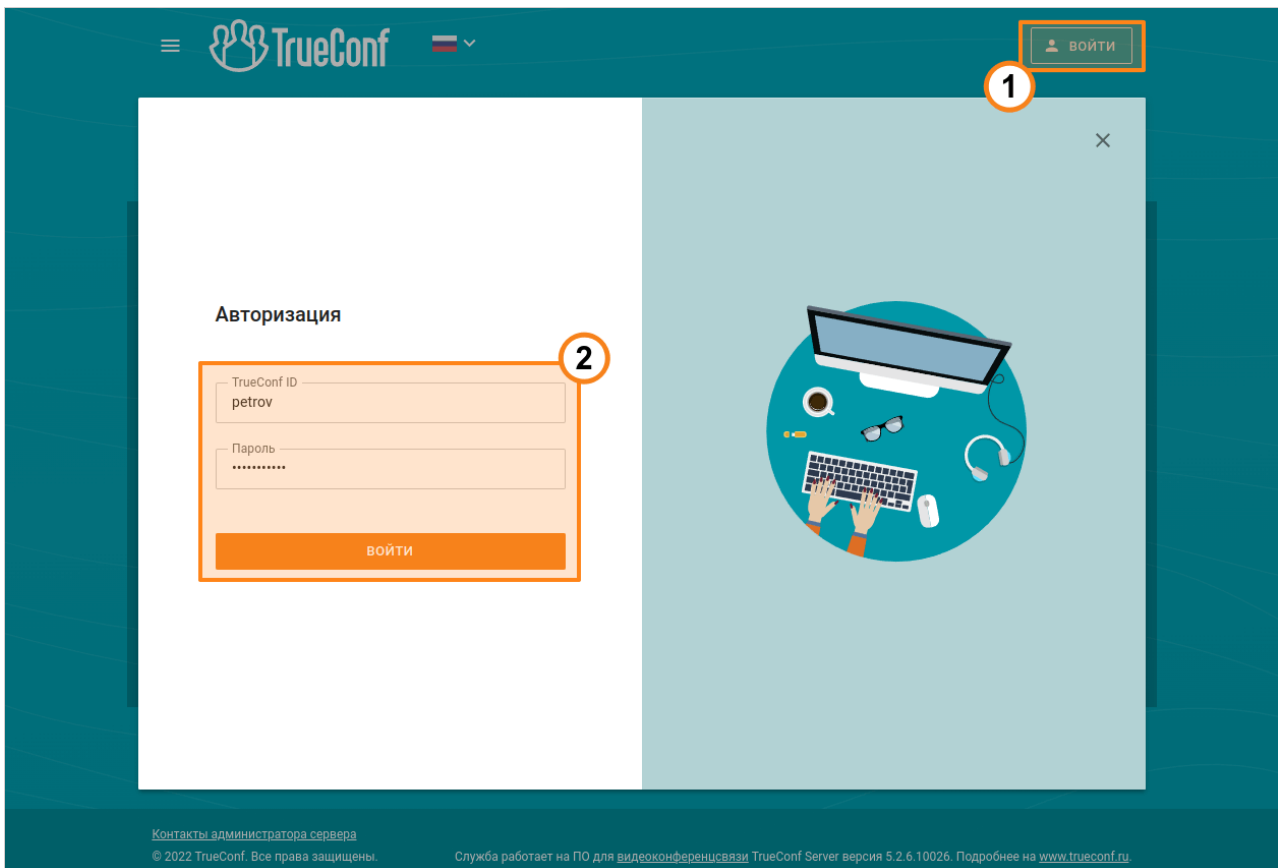 TrueConf
ВОЙТИ
1
Авторизация
2
TrueConf ID
petrov
Пароль
•••••••••••
ВОЙТИ
Контакты администратора сервера
© 2022 TrueConf. Все права защищены.
Служба работает на ПО для видеоконференцсвязи TrueConf Server версия 5.2.6.10026. Подробнее на www.trueconf.ru.